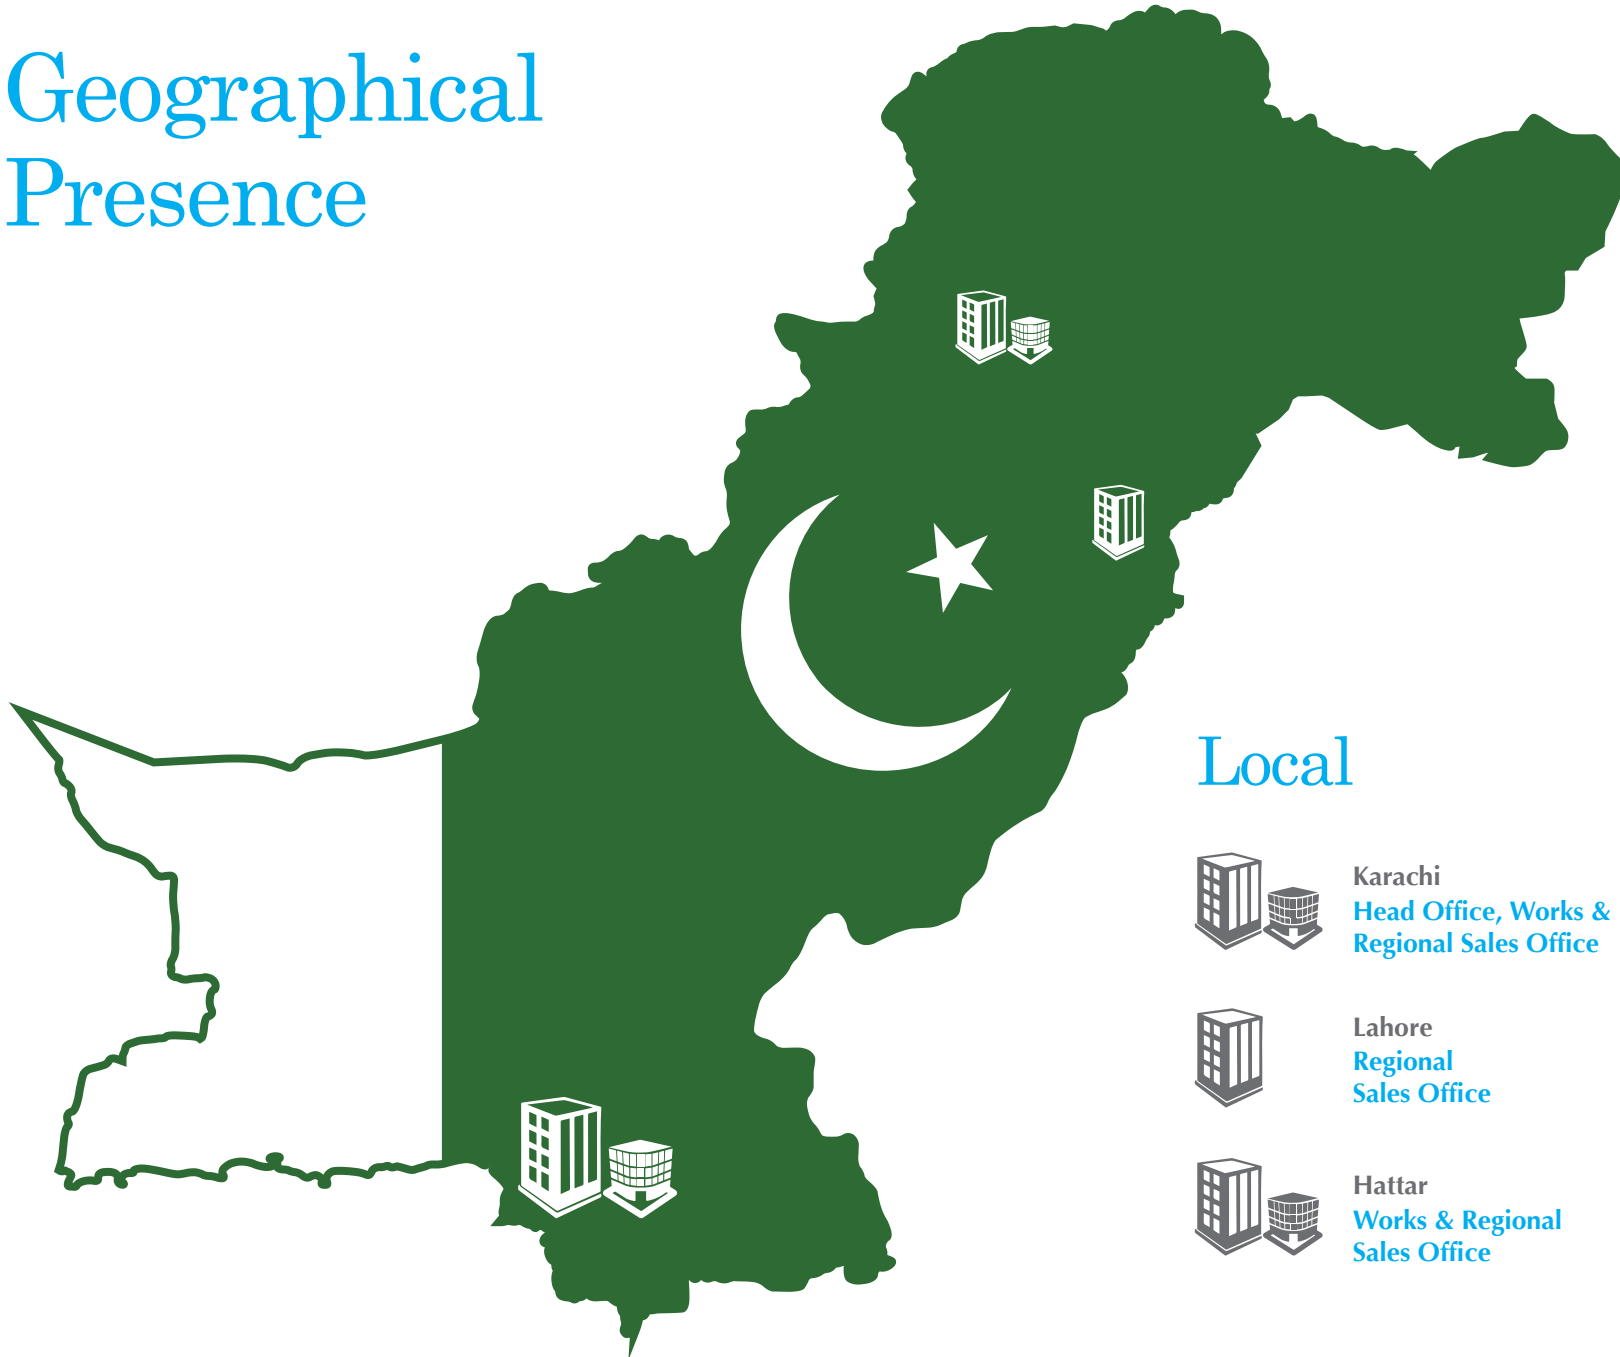 Geographical
Presence
Local
Karachi
Head Office, Works &
Regional Sales Office
Lahore
Regional
Sales Office
Hattar
Works & Regional
Sales Office